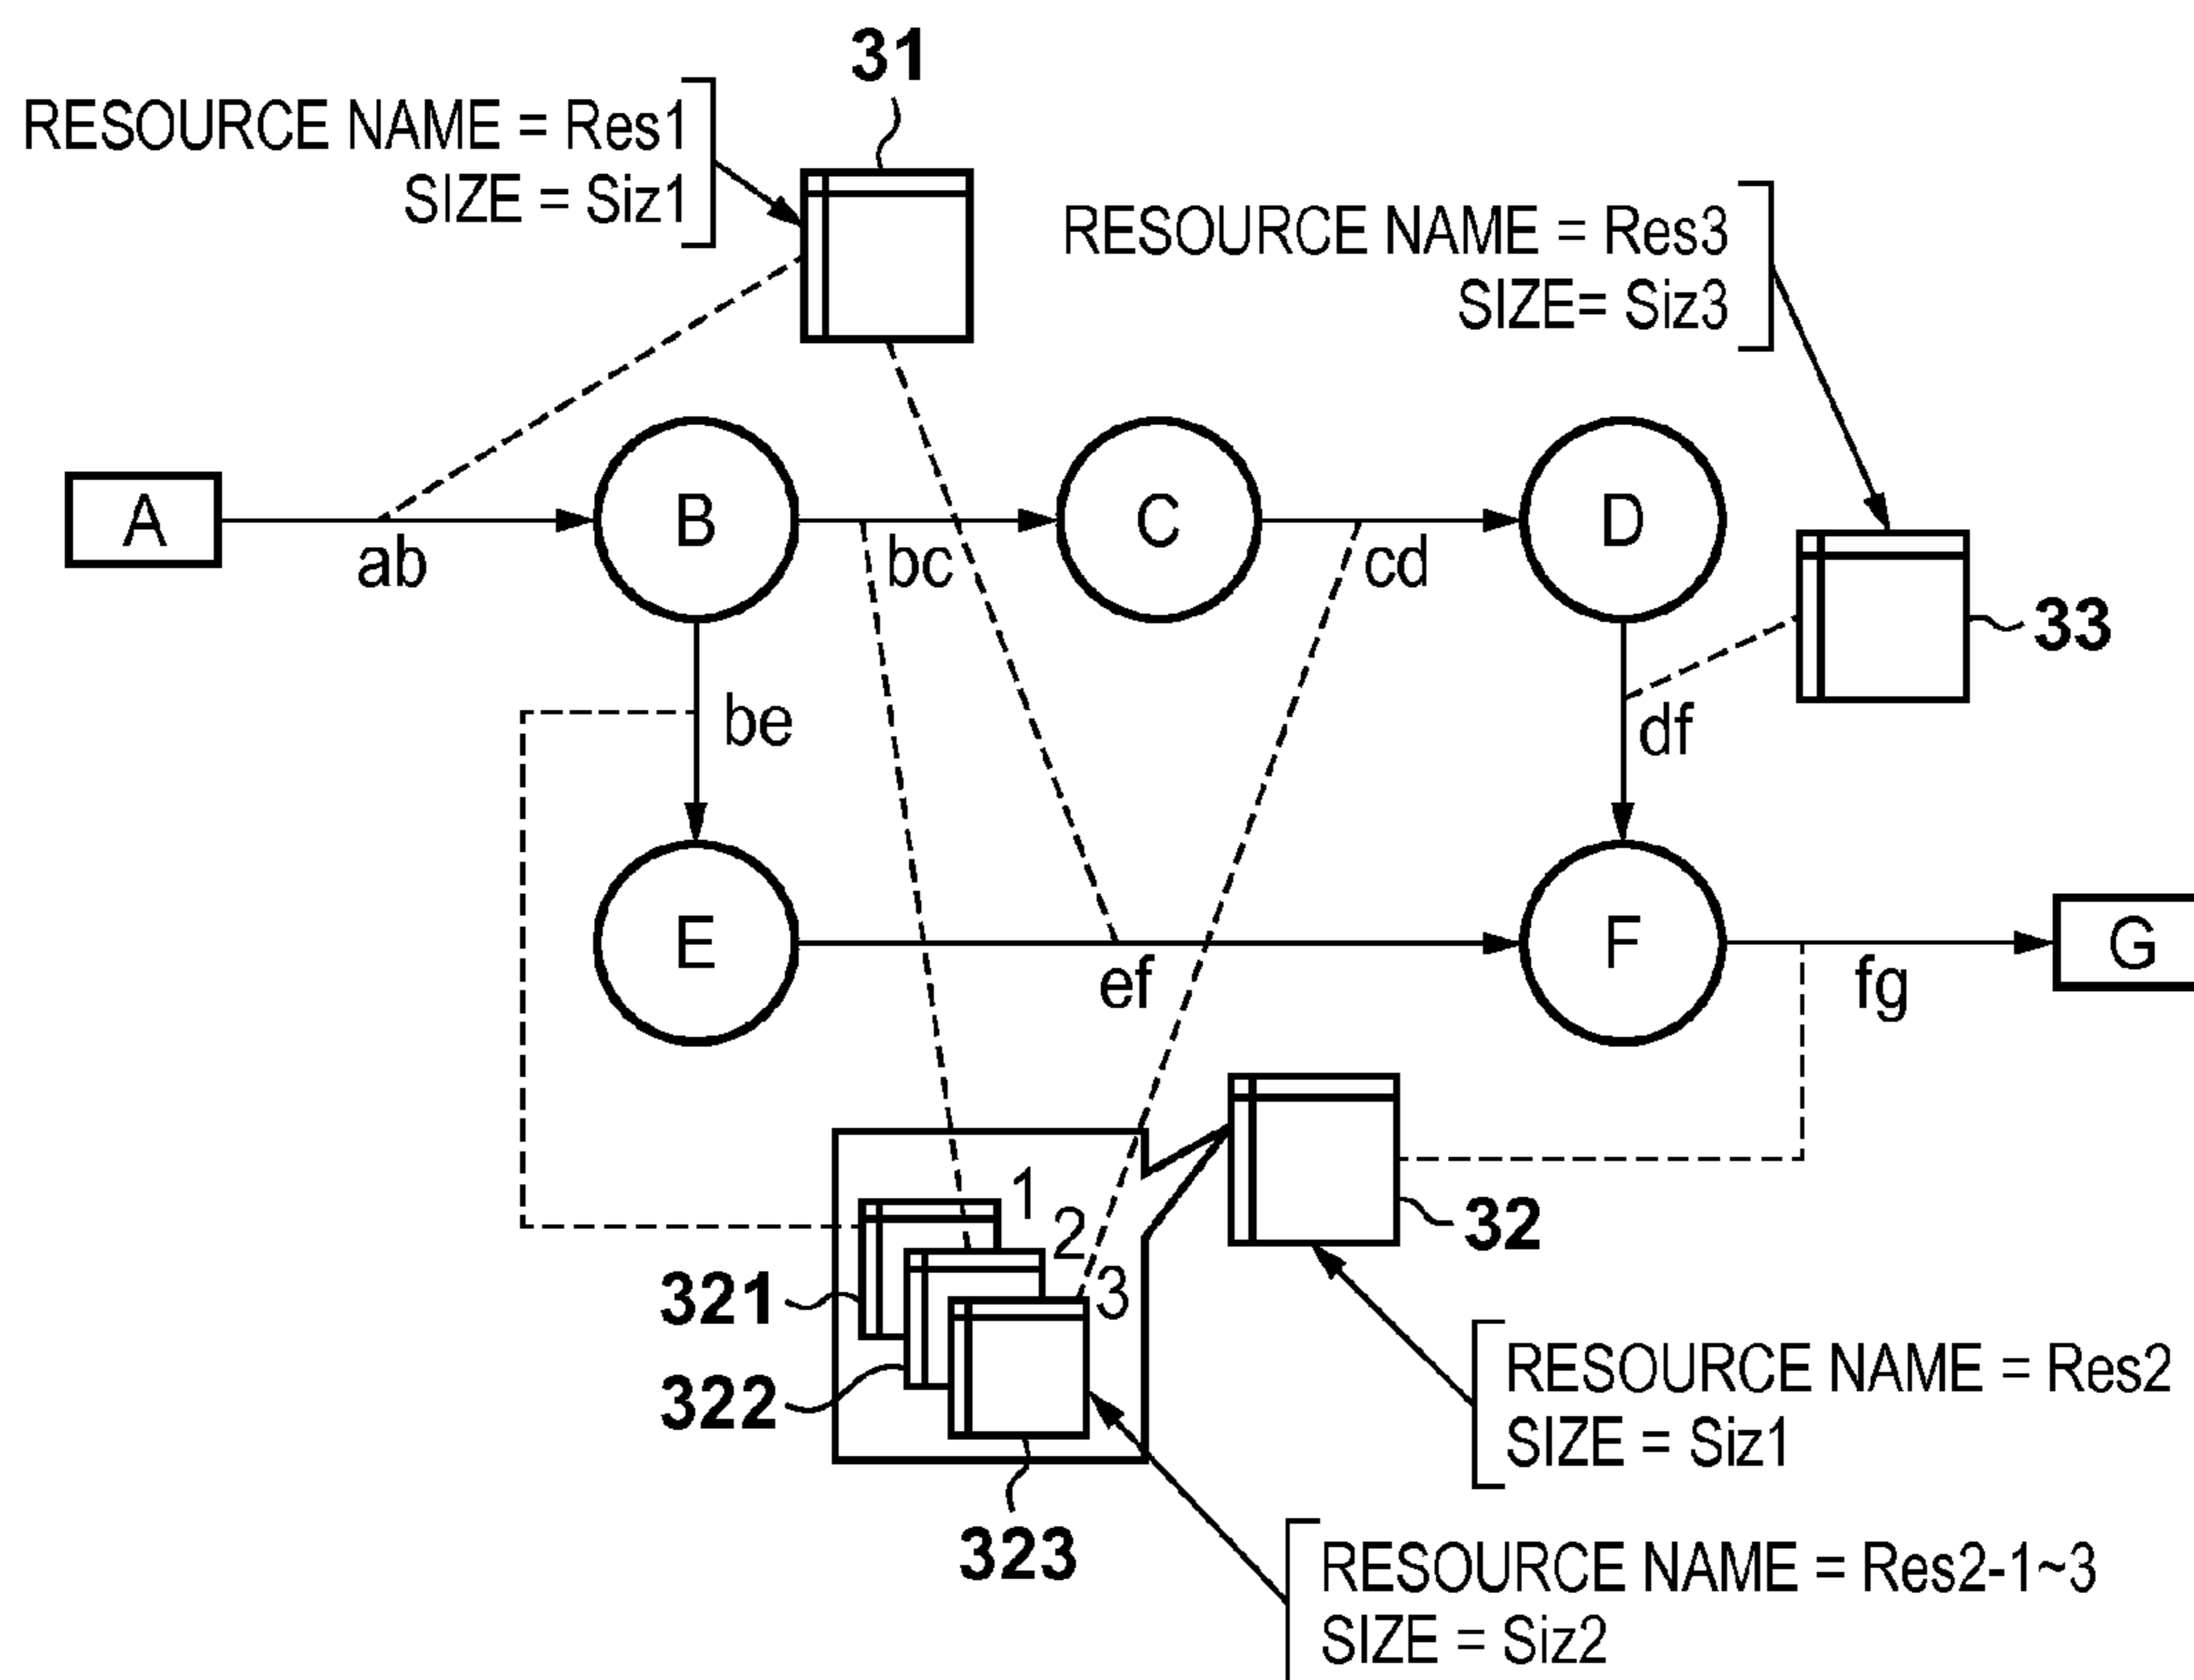 31
RESOURCE NAME = Res1
SIZE = Siz1
RESOURCE NAME = Res3
SIZE= Siz3
A
B
C
D
ab
bc
cd
33
be
df
E
F
G
ef
fg
1
2
3
32
321
322
323
RESOURCE NAME = Res2
SIZE = Siz1
RESOURCE NAME = Res2-1~3
SIZE = Siz2